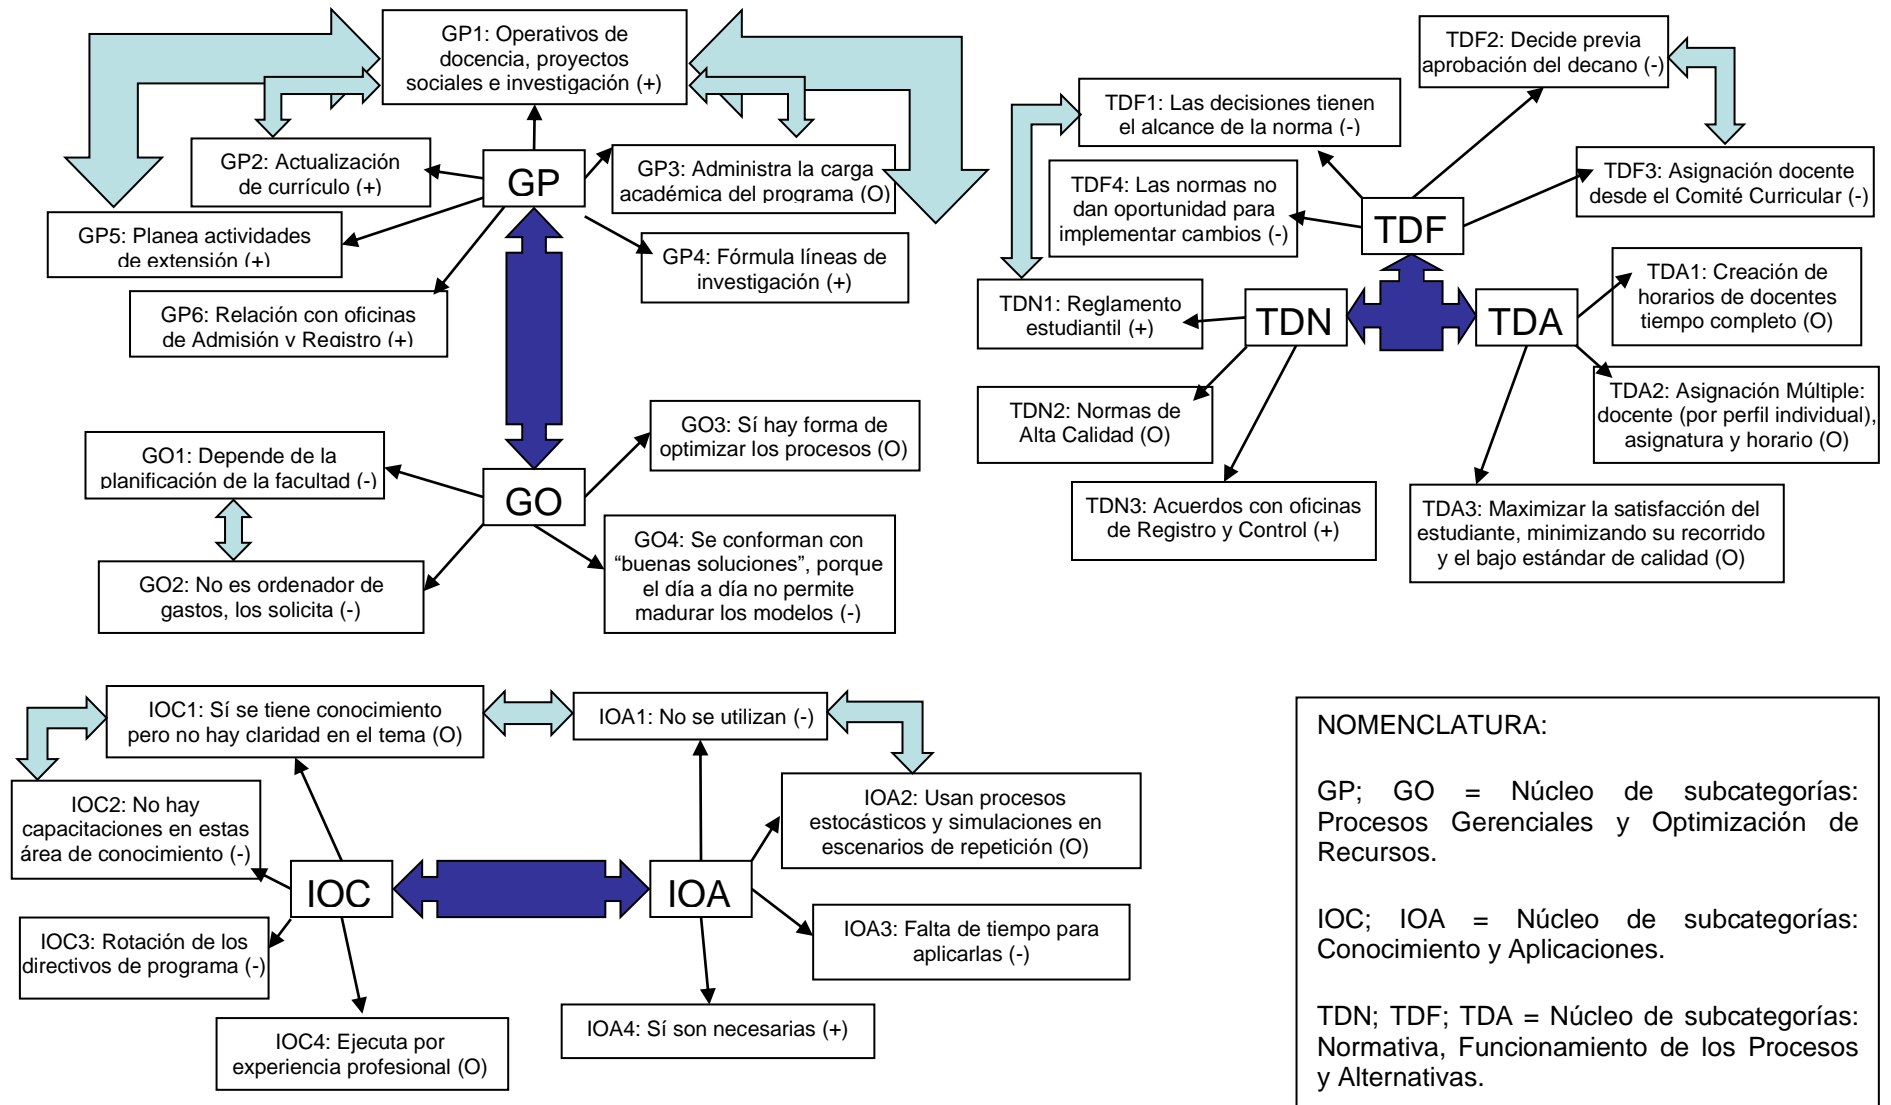 GP1: Operativos de
docencia, proyectos
sociales e investigación (+)
GP2: Actualización
de currículo (+)
GP
GP3: Administra la carga
académica del programa (O)
GP5: Planea actividades
de extensión (+)
GP4: Fórmula líneas de
investigación (+)
GP6: Relación con oficinas
de Admisión y Registro (+)
GO3: Sí hay forma de
optimizar los procesos (O)
GO1: Depende de la
planificación de la facultad (-)
GO
GO4: Se conforman con
“buenas soluciones”, porque
el día a día no permite
madurar los modelos (-)
GO2: No es ordenador de
gastos, los solicita (-)
TDF2: Decide previa
aprobación del decano (-)
TDF1: Las decisiones tienen
el alcance de la norma (-)
TDF3: Asignación docente
desde el Comité Curricular (-)
TDF4: Las normas no
dan oportunidad para
implementar cambios (-)
TDF
TDN1: Reglamento
estudiantil (+)
TDN
TDA
TDA1: Creación de
horarios de docentes
tiempo completo (O)
TDN2: Normas de
Alta Calidad (O)
TDA2: Asignación Múltiple:
docente (por perfil individual),
asignatura y horario (O)
TDN3: Acuerdos con oficinas
de Registro y Control (+)
TDA3: Maximizar la satisfacción del
estudiante, minimizando su recorrido
y el bajo estándar de calidad (O)
IOC1: Sí se tiene conocimiento
pero no hay claridad en el tema (O)
IOA1: No se utilizan (-)
IOC2: No hay
capacitaciones en estas
área de conocimiento (-)
IOA2: Usan procesos
estocásticos y simulaciones en
escenarios de repetición (O)
IOC
IOA
IOC3: Rotación de los
directivos de programa (-)
IOA3: Falta de tiempo para
aplicarlas (-)
IOC4: Ejecuta por
experiencia profesional (O)
IOA4: Sí son necesarias (+)
NOMENCLATURA:
GP; GO = Núcleo de subcategorías:
Procesos Gerenciales y Optimización de
Recursos.
IOC; IOA = Núcleo de subcategorías:
Conocimiento y Aplicaciones.
TDN; TDF; TDA = Núcleo de subcategorías:
Normativa, Funcionamiento de los Procesos
y Alternativas.